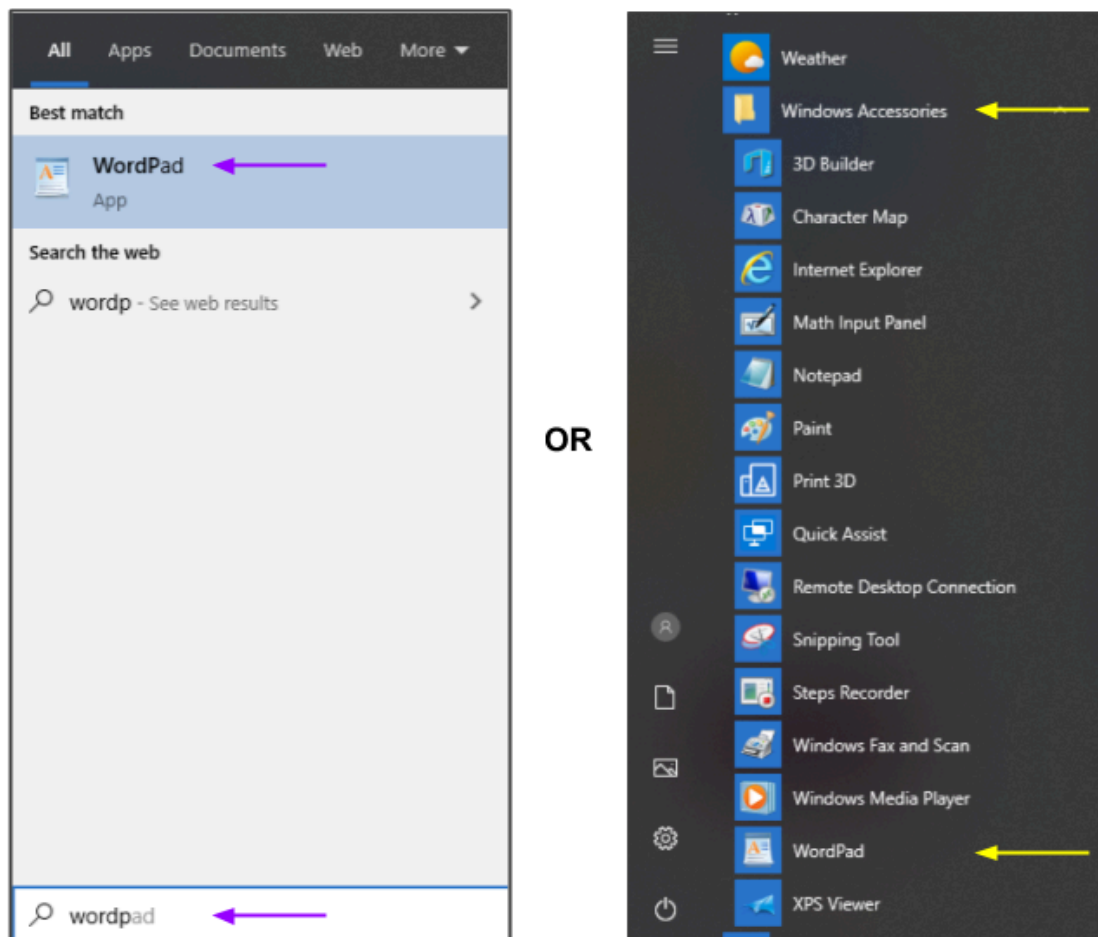 All Apps Documents Web More
Best match
WordPad
App
Search the web
wordp - See web results
wordpad
OR
Weather
Windows Accessories
3D Builder
Character Map
Internet Explorer
Math Input Panel
Notepad
Paint
Print 3D
Quick Assist
Remote Desktop Connection
Snipping Tool
Steps Recorder
Windows Fax and Scan
Windows Media Player
WordPad
XPS Viewer